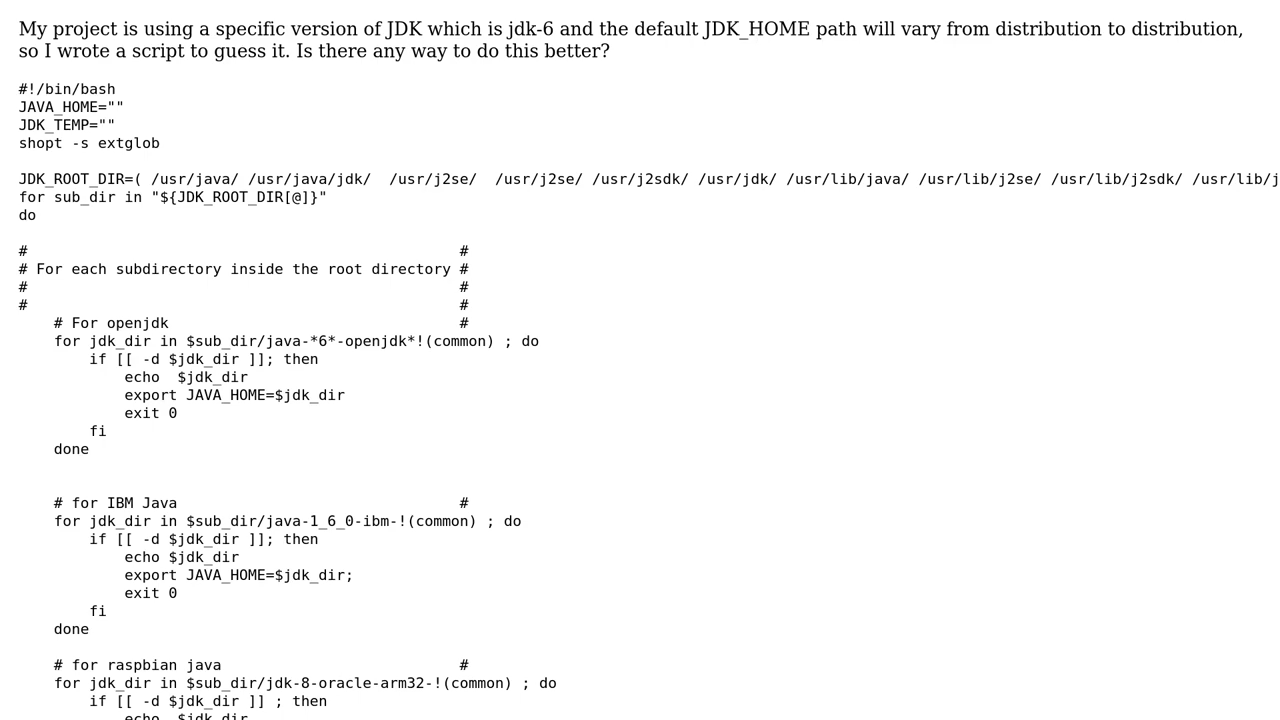 My project is using a specific version of JDK which is jdk-6 and the default JDK_HOME path will vary from distribution to distribution,
so I wrote a script to guess it. Is there any way to do this better?
#!/bin/bash
JAVA_HOME=""
JDK_TEMP=""
shopt -s extglob
JDK_ROOT_DIR=( /usr/java/ /usr/java/jdk/  /usr/j2se/  /usr/j2se/ /usr/j2sdk/ /usr/jdk/ /usr/lib/java/ /usr/lib/j2se/ /usr/lib/j2sdk/ /usr/lib/j
for sub_dir in "${JDK_ROOT_DIR[@]}"
do
#                                                 #
# For each subdirectory inside the root directory #
#                                                 #
#                                                 #
    # For openjdk                                 #
    for jdk_dir in $sub_dir/java-*6*-openjdk*!(common) ; do
        if [[ -d $jdk_dir ]]; then
            echo  $jdk_dir
            export JAVA_HOME=$jdk_dir
            exit 0
        fi
    done
    # for IBM Java                                #
    for jdk_dir in $sub_dir/java-1_6_0-ibm-!(common) ; do
        if [[ -d $jdk_dir ]]; then
            echo $jdk_dir
            export JAVA_HOME=$jdk_dir;
            exit 0
        fi
    done
    # for raspbian java                           #
    for jdk_dir in $sub_dir/jdk-8-oracle-arm32-!(common) ; do
        if [[ -d $jdk_dir ]] ; then
            echo  $jdk_dir